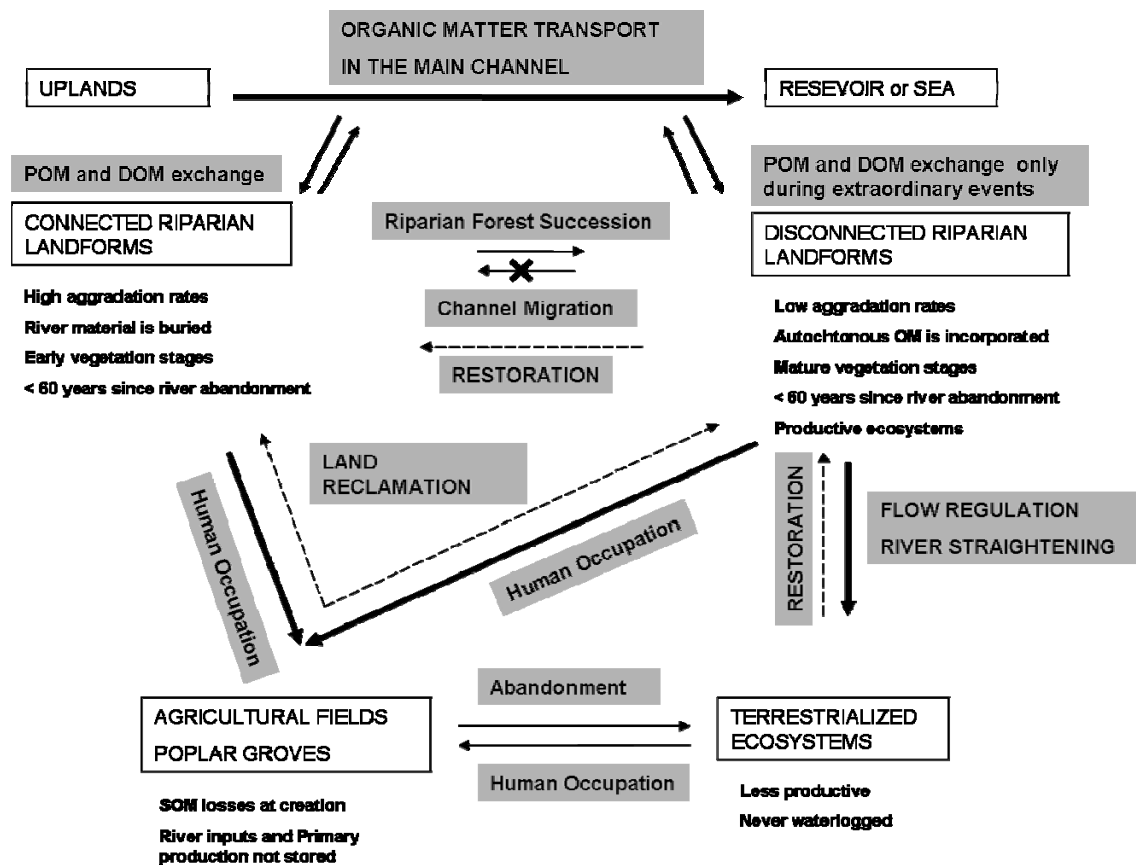 ORGANIC MATTER TRANSPORT
IN THE MAIN CHANNEL
UPLANDS
RESEVOIR or SEA
POM and DOM exchange
POM and DOM exchange only
during extraordinary events
CONNECTED RIPARIAN
LANDFORMS
Riparian Forest Succession
DISCONNECTED RIPARIAN
LANDFORMS
High aggradation rates
River material is buried
Early vegetation stages
< 60 years since river abandonment
Channel Migration
RESTORATION
Low aggradation rates
Autochtonous OM is incorporated
Mature vegetation stages
< 60 years since river abandonment
Productive ecosystems
LAND
RECLAMATION
Human Occupation
Human Occupation
RESTORATION
FLOW REGULATION
RIVER STRAIGHTENING
Abandonment
AGRICULTURAL FIELDS
POPLAR GROVES
TERRESTRIALIZED
ECOSYSTEMS
Human Occupation
SOM losses at creation
River inputs and Primary
production not stored
Less productive
Never waterlogged